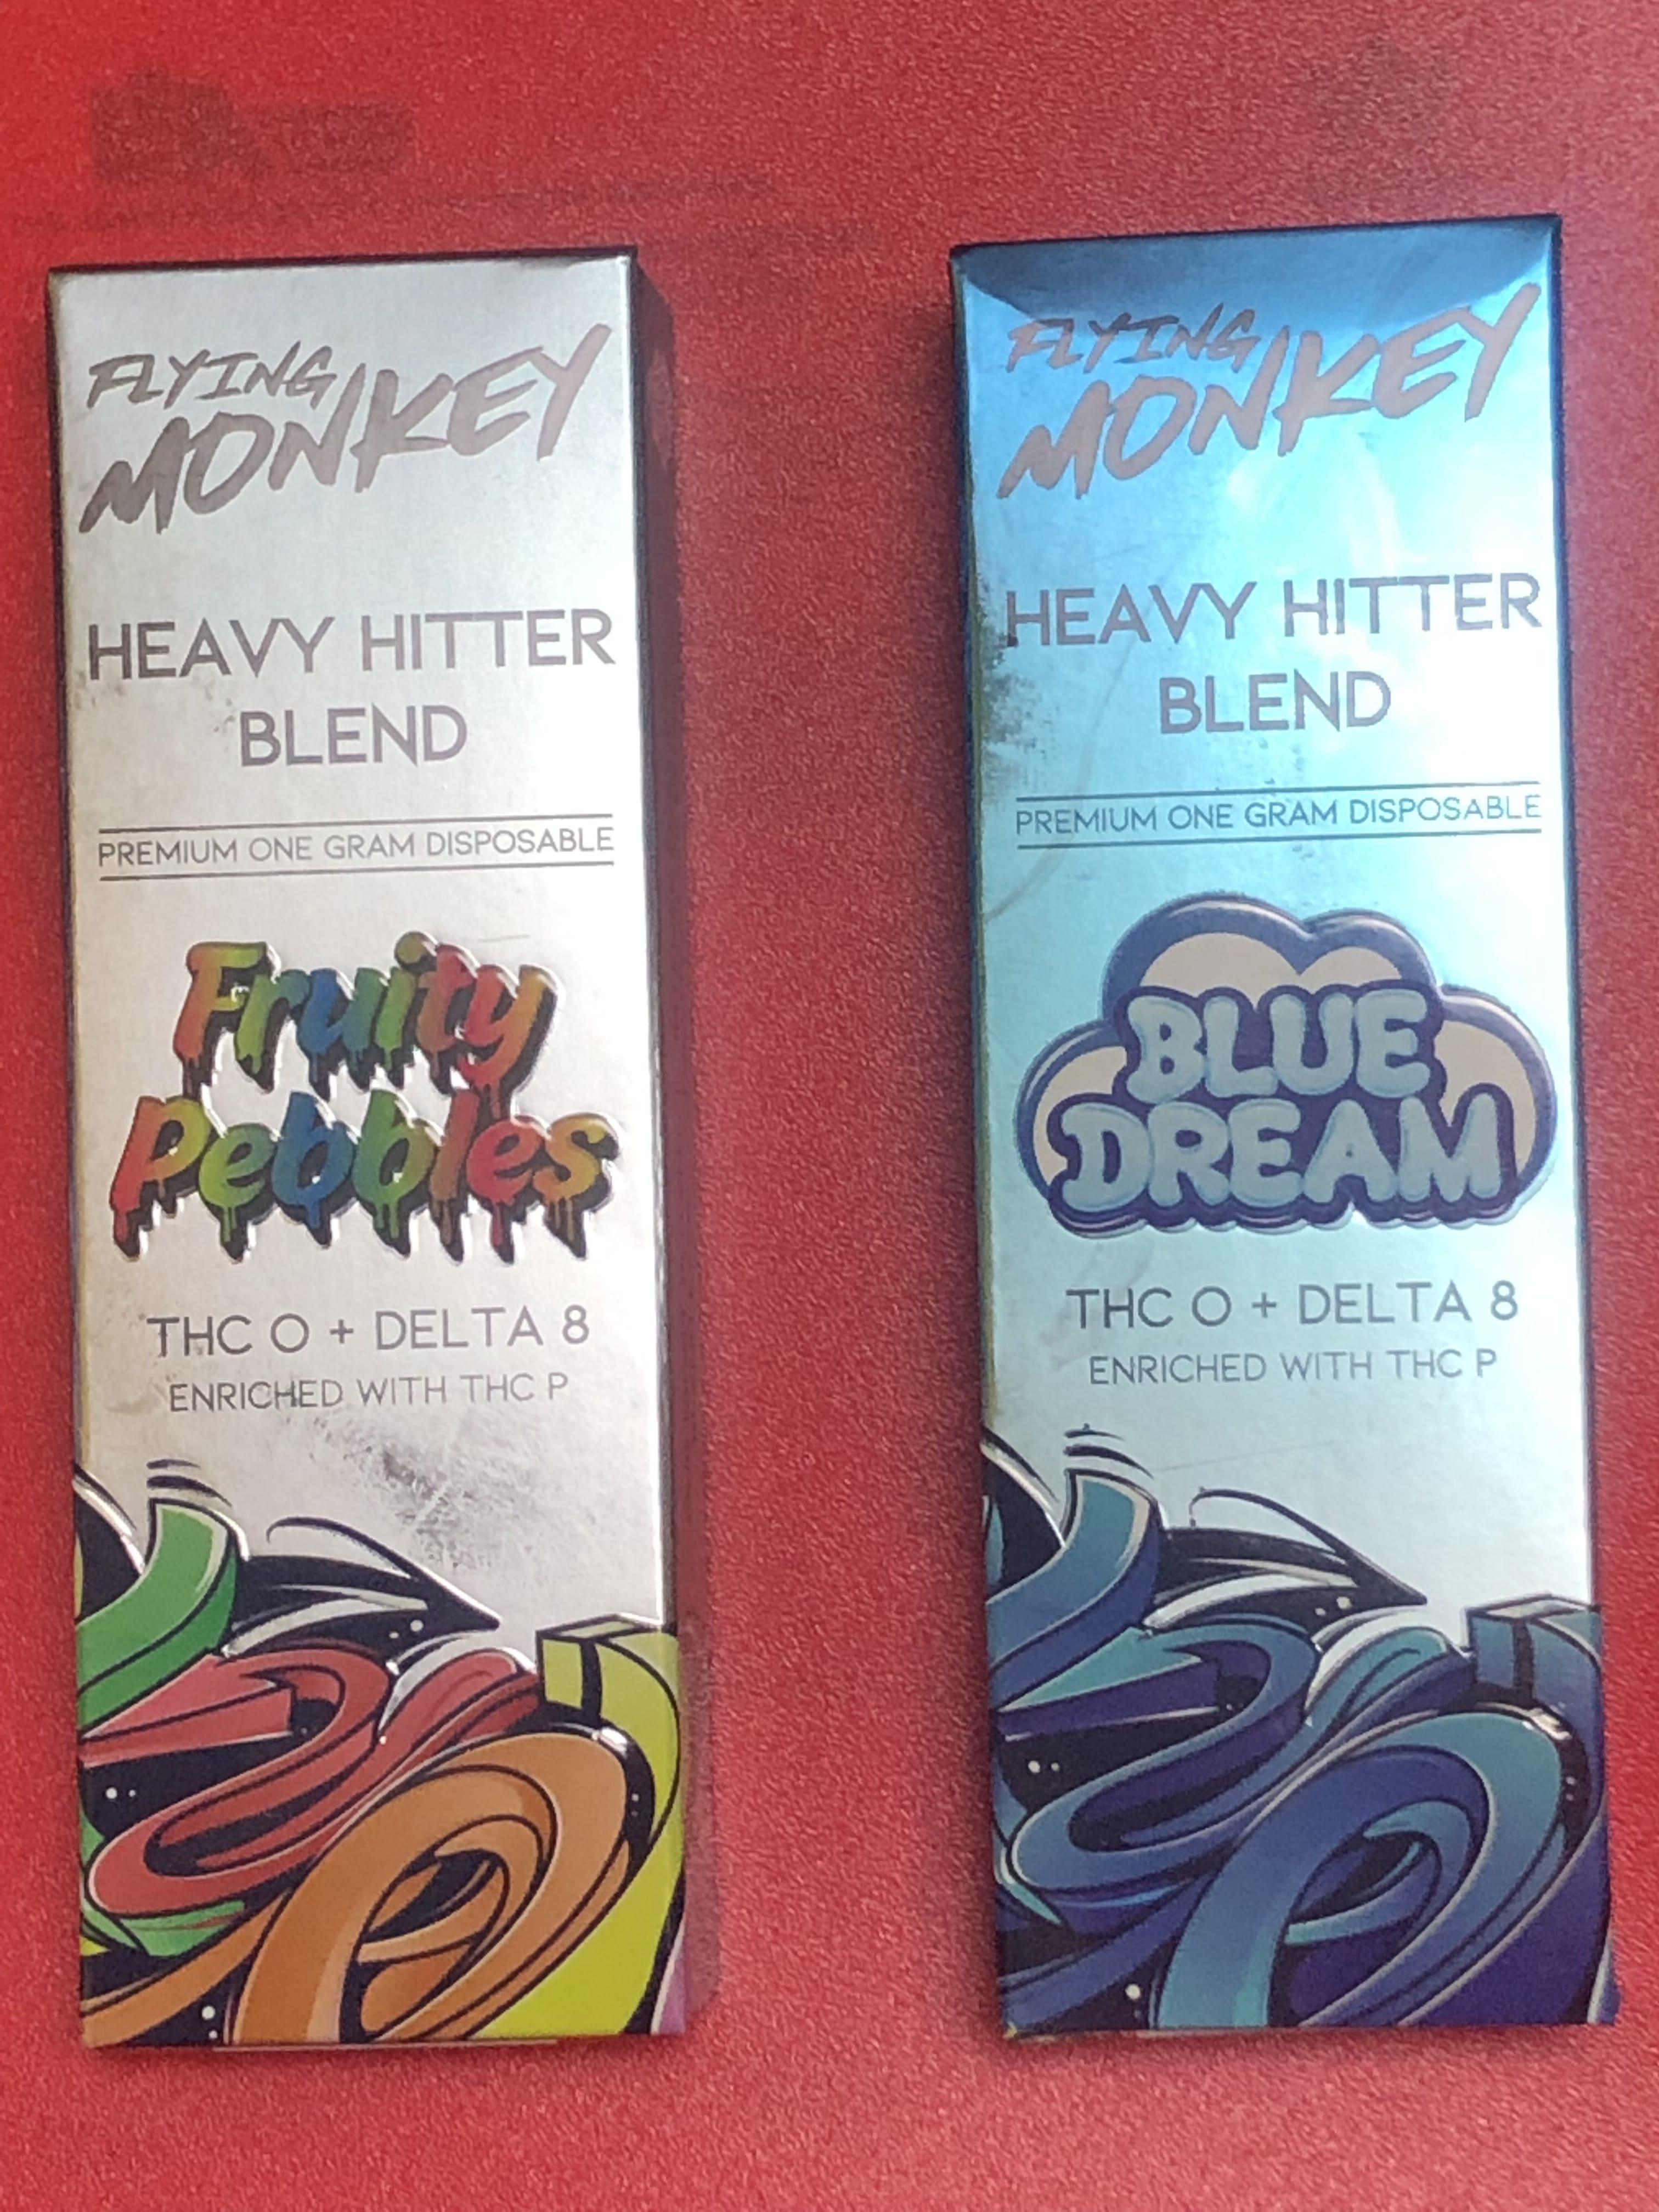 FLYING
MONKEY
HEAVY HITTER
BLEND
PREMIUM ONE GRAM DISPOSABLE
Fruity
Pebbles
THC O + DELTA 8
ENRICHED WITH THC P
FLYING
MONKEY
HEAVY HITTER
BLEND
PREMIUM ONE GRAM DISPOSABLE
BLUE
DREAM
THC O + DELTA 8
ENRICHED WITH THC P